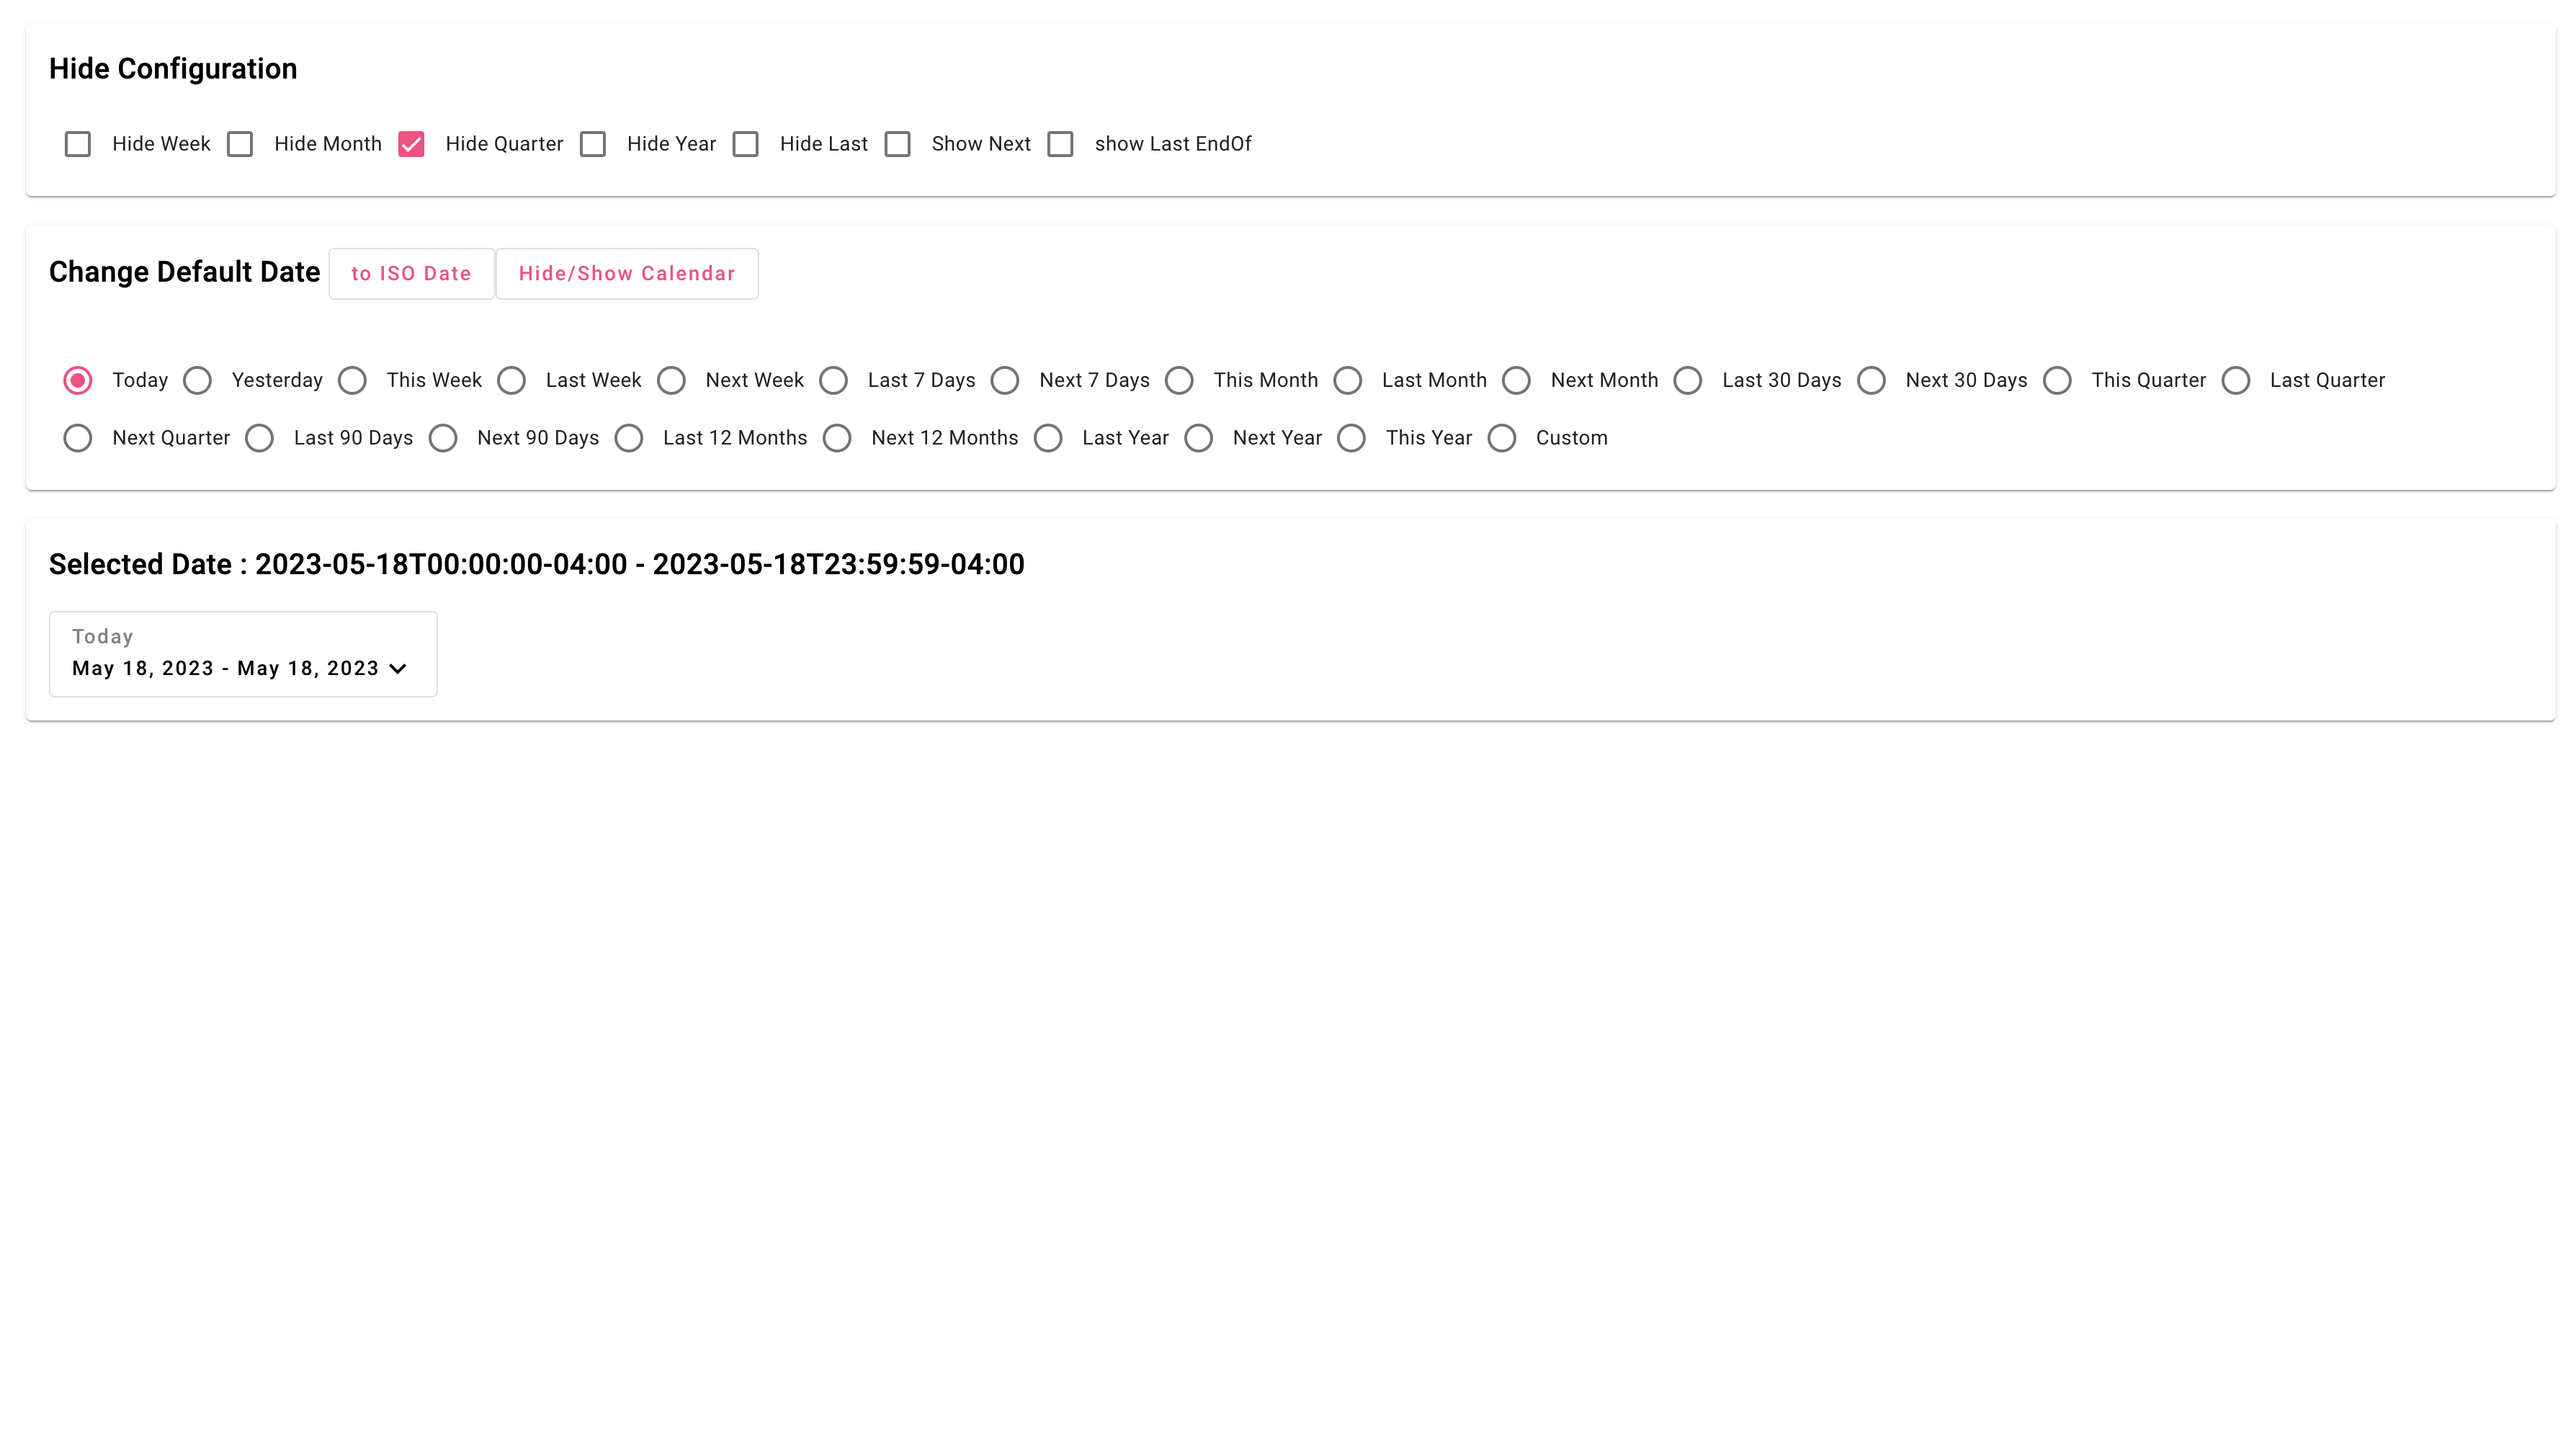 Hide Configuration
Hide Week Hide Month Hide Quarter Hide Year Hide Last Show Next show Last EndOf
Change Default Date to ISO Date Hide/Show Calendar
Today Yesterday This Week Last Week Next Week Last 7 Days Next 7 Days This Month Last Month Next Month Last 30 Days Next 30 Days This Quarter Last Quarter
Next Quarter Last 90 Days Next 90 Days Last 12 Months Next 12 Months Last Year Next Year This Year Custom
Selected Date : 2023-05-18T00:00:00-04:00 - 2023-05-18T23:59:59-04:00
Today
May 18, 2023 - May 18, 2023